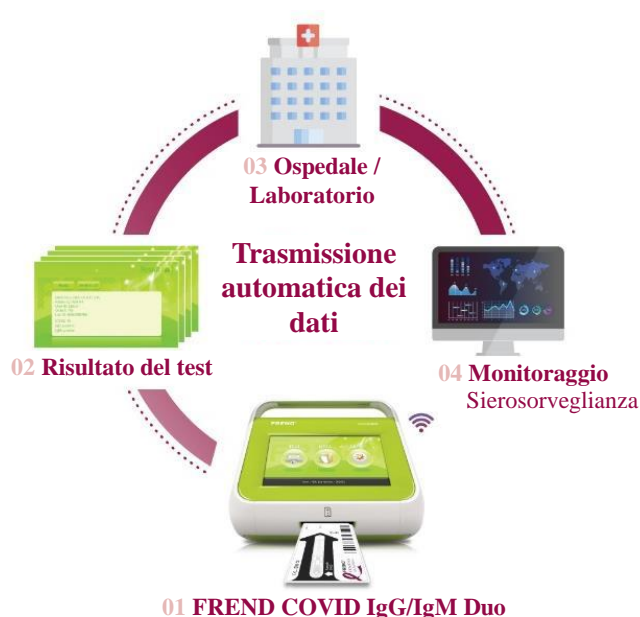 03 Ospedale /
Laboratorio
Trasmissione
automatica dei
dati
02 Risultato del test
04 Monitoraggio
Sierosorveglianza
FREND
01 FREND COVID IgG/IgM Duo